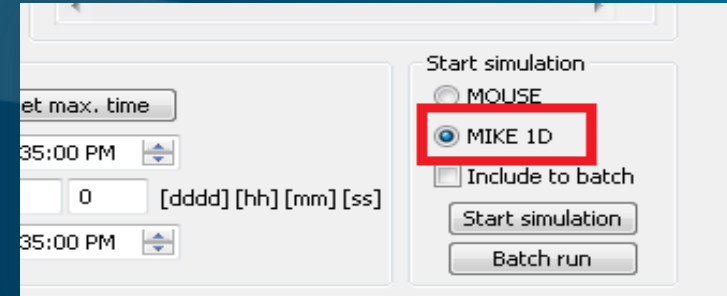 Start simulation
MOUSE
et max. time
MIKE 1D
35:00 PM
Include to batch
0 [dddd] [hh] [mm] [ss]
Start simulation
35:00 PM
Batch run